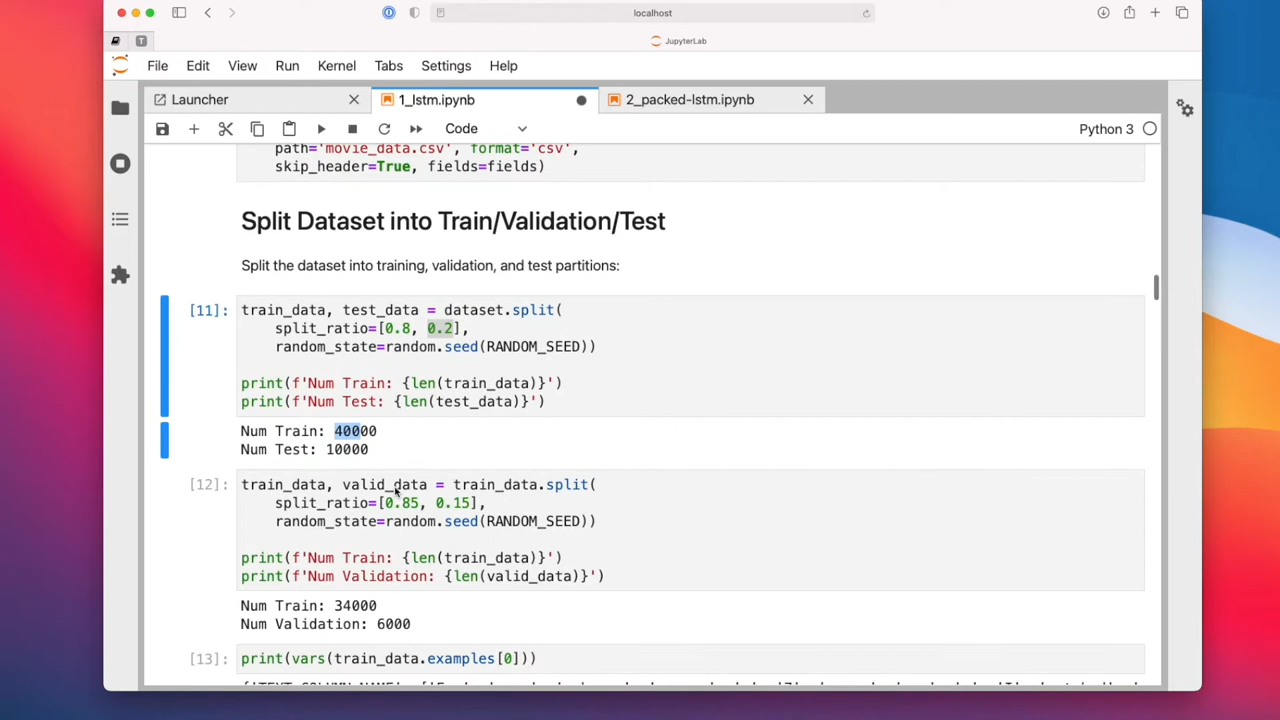 localhost
T
JupyterLab
File Edit View Run Kernel Tabs Settings Help
Launcher
1_lstm.ipynb
2_packed-lstm.ipynb
Code
Python 3
path='movie_data.csv', format='csv',
skip_header=True, fields=fields)
Split Dataset into Train/Validation/Test
Split the dataset into training, validation, and test partitions:
[11]:
train_data, test_data = dataset.split(
split_ratio=[0.8, 0.2],
random_state=random.seed(RANDOM_SEED))
print(f'Num Train: {len(train_data)}')
print(f'Num Test: {len(test_data)}')
Num Train: 40000
Num Test: 10000
[12]:
train_data, valid_data = train_data.split(
split_ratio=[0.85, 0.15],
random_state=random.seed(RANDOM_SEED))
print(f'Num Train: {len(train_data)}')
print(f'Num Validation: {len(valid_data)}')
Num Train: 34000
Num Validation: 6000
[13]:
print(vars(train_data.examples[0]))